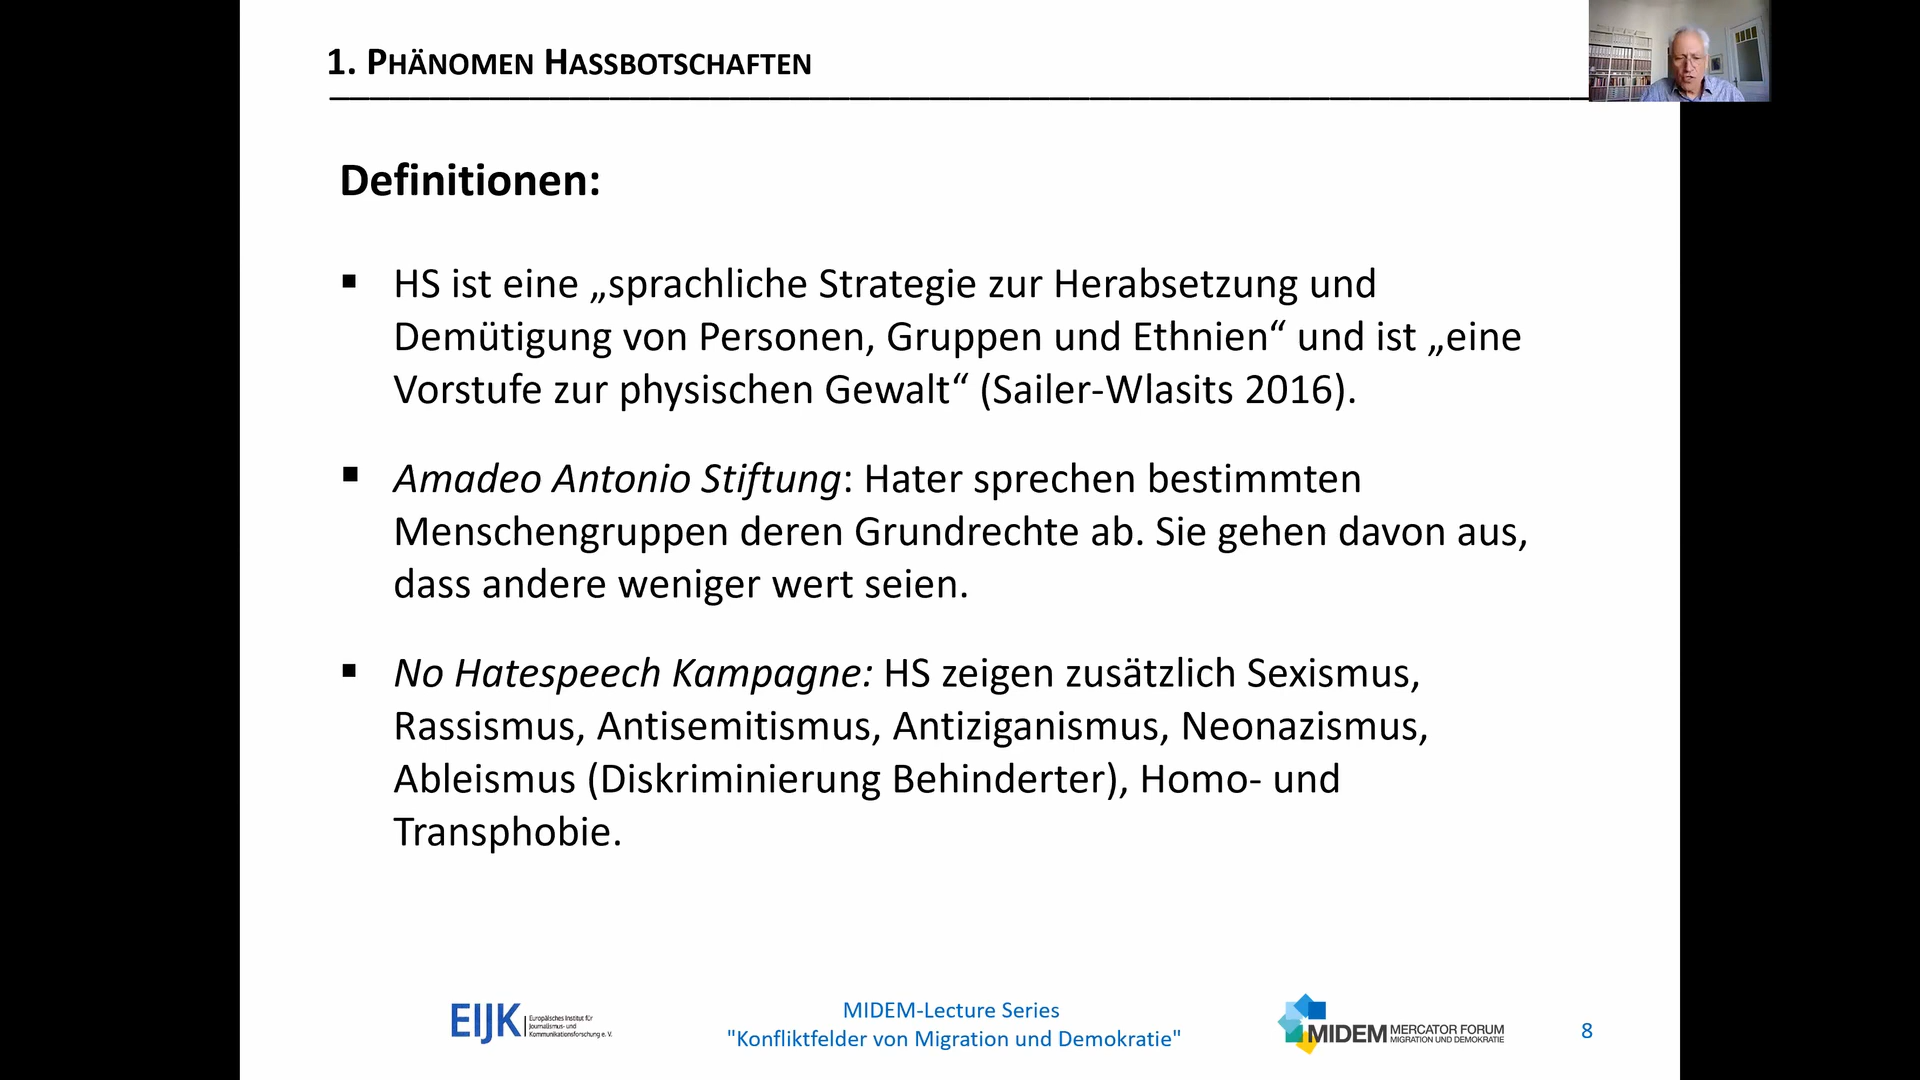 1. PHÄNOMEN HASSBOTSCHAFTEN
Definitionen:
▪ HS ist eine „sprachliche Strategie zur Herabsetzung und
Demütigung von Personen, Gruppen und Ethnien“ und ist „eine
Vorstufe zur physischen Gewalt“ (Sailer-Wlasits 2016).
▪ Amadeo Antonio Stiftung: Hater sprechen bestimmten
Menschengruppen deren Grundrechte ab. Sie gehen davon aus,
dass andere weniger wert seien.
▪ No Hatespeech Kampagne: HS zeigen zusätzlich Sexismus,
Rassismus, Antisemitismus, Antiziganismus, Neonazismus,
Ableismus (Diskriminierung Behinderter), Homo- und
Transphobie.
EIJK
Europäisches Institut für
Journalismus- und
Kommunikationsforschung e. V.
MIDEM-Lecture Series
"Konfliktfelder von Migration und Demokratie"
MIDEM
MERCATOR FORUM
MIGRATION UND DEMOKRATIE
8